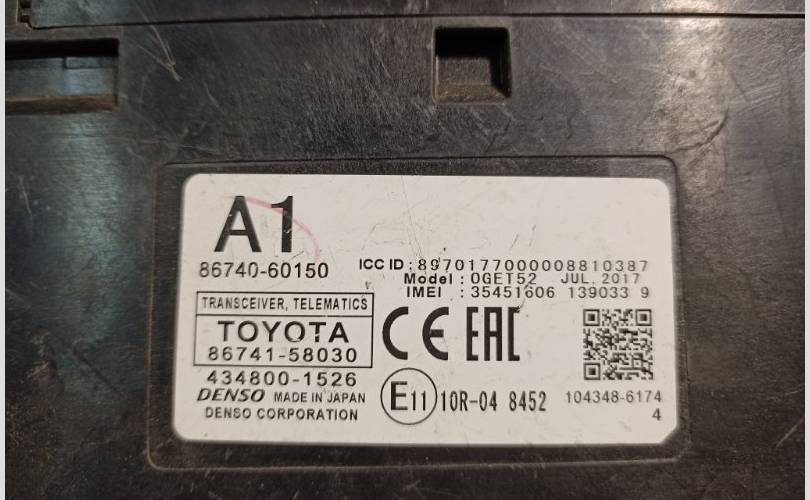 A1
86740-60150
ICC ID : 8970177000008810387
Model : 0GET52 JUL. 2017
IMEI : 35451606 139033 9
TRANSCEIVER, TELEMATICS
TOYOTA
86741-58030
CE EAC
434800-1526
DENSO MADE IN JAPAN
DENSO CORPORATION
E11 10R-04 8452
104348-6174
4